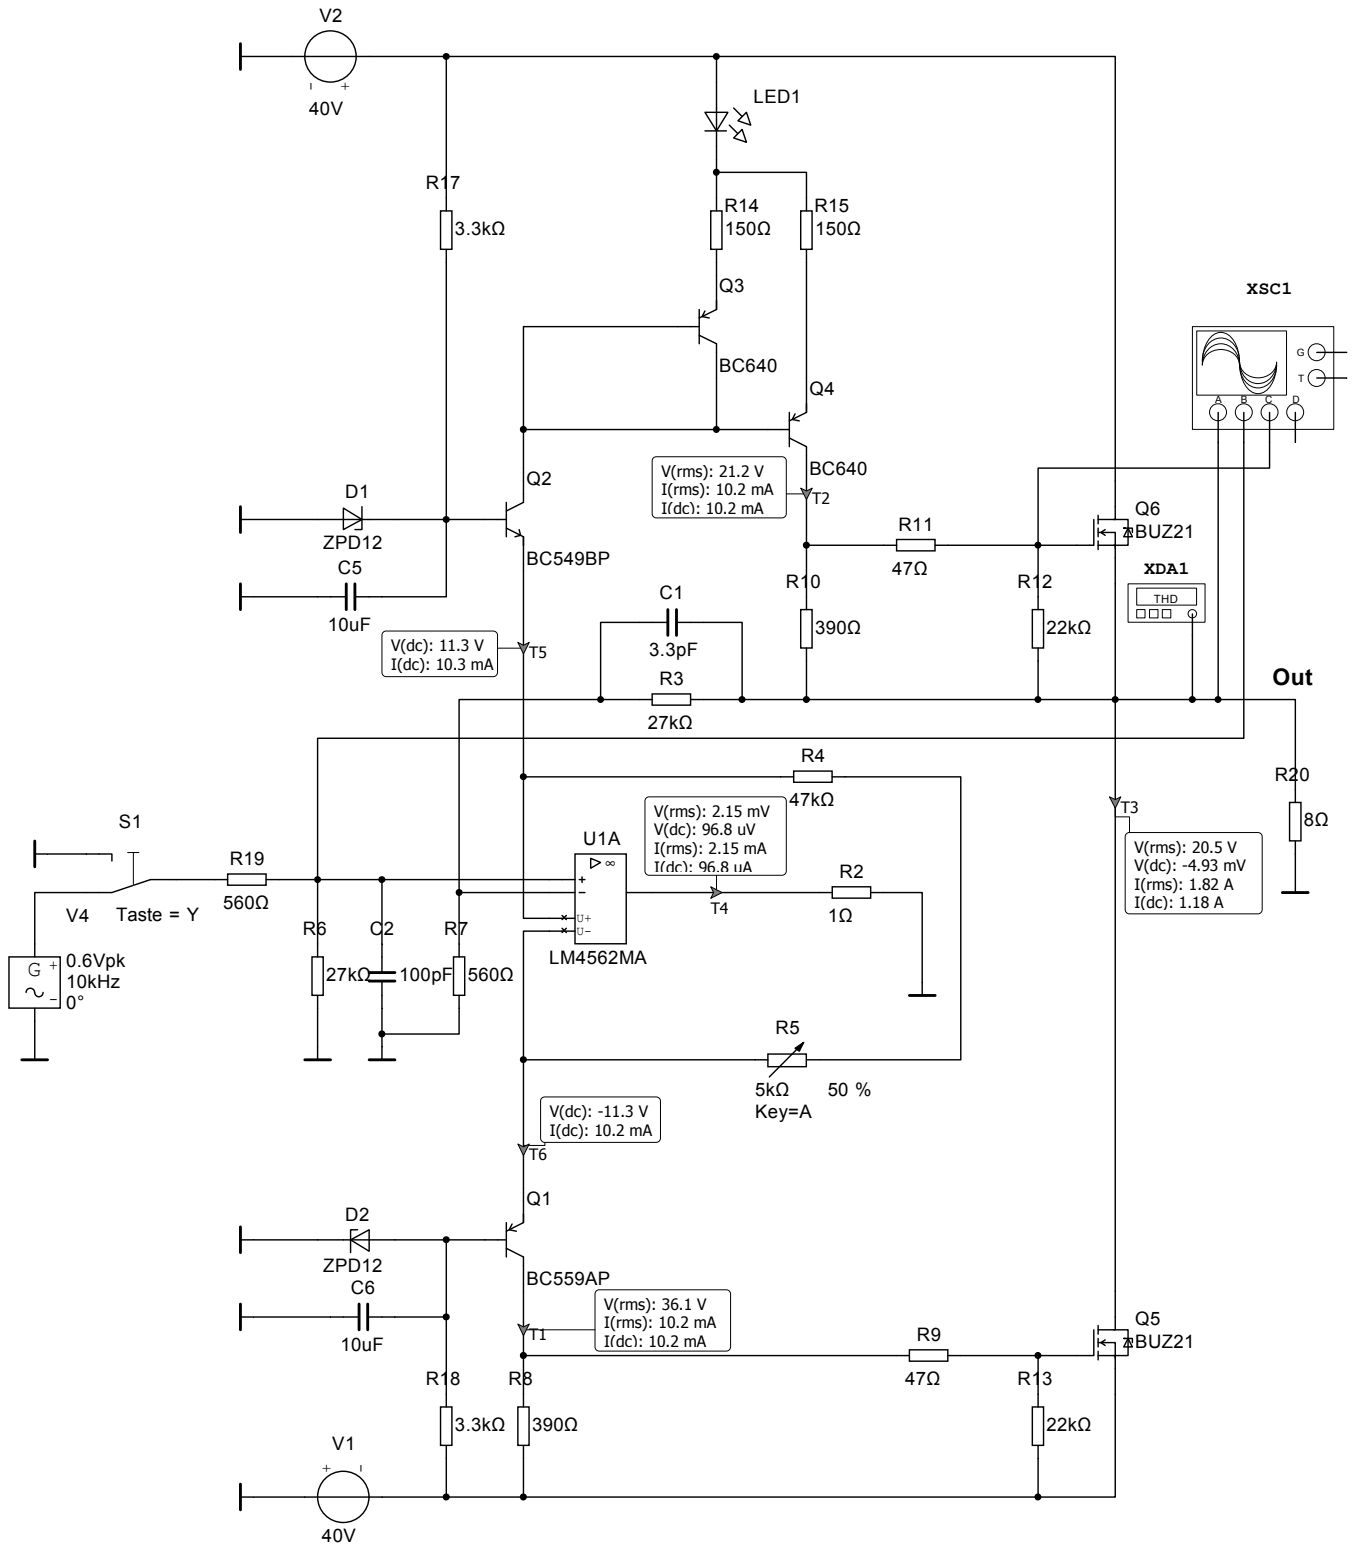 V2
- +
40V
LED1
R17
3.3kΩ
R14
150Ω
R15
150Ω
Q3
BC640
XSC1
G
T
A B C D
Q4
BC640
V(rms): 21.2 V
I(rms): 10.2 mA
I(dc): 10.2 mA
T2
Q2
BC549BP
D1
ZPD12
C5
10uF
R11
47Ω
Q6
BUZ21
XDA1
THD
R10
390Ω
R12
22kΩ
C1
3.3pF
V(dc): 11.3 V
I(dc): 10.3 mA
T5
R3
27kΩ
Out
R4
47kΩ
R20
8Ω
T3
V(rms): 20.5 V
V(dc): -4.93 mV
I(rms): 1.82 A
I(dc): 1.18 A
V(rms): 2.15 mV
V(dc): 96.8 uV
I(rms): 2.15 mA
I(dc): 96.8 uA
T4
S1
Taste = Y
R19
560Ω
U1A
∞
+
-
U+
U-
LM4562MA
R2
1Ω
V4
G +
-
0.6Vpk
10kHz
0°
R6
27kΩ
C2
100pF
R7
560Ω
R5
5kΩ
50 %
Key=A
V(dc): -11.3 V
I(dc): 10.2 mA
T6
Q1
BC559AP
D2
ZPD12
C6
10uF
V(rms): 36.1 V
I(rms): 10.2 mA
I(dc): 10.2 mA
T1
R9
47Ω
Q5
BUZ21
R18
3.3kΩ
R8
390Ω
R13
22kΩ
V1
+ -
40V